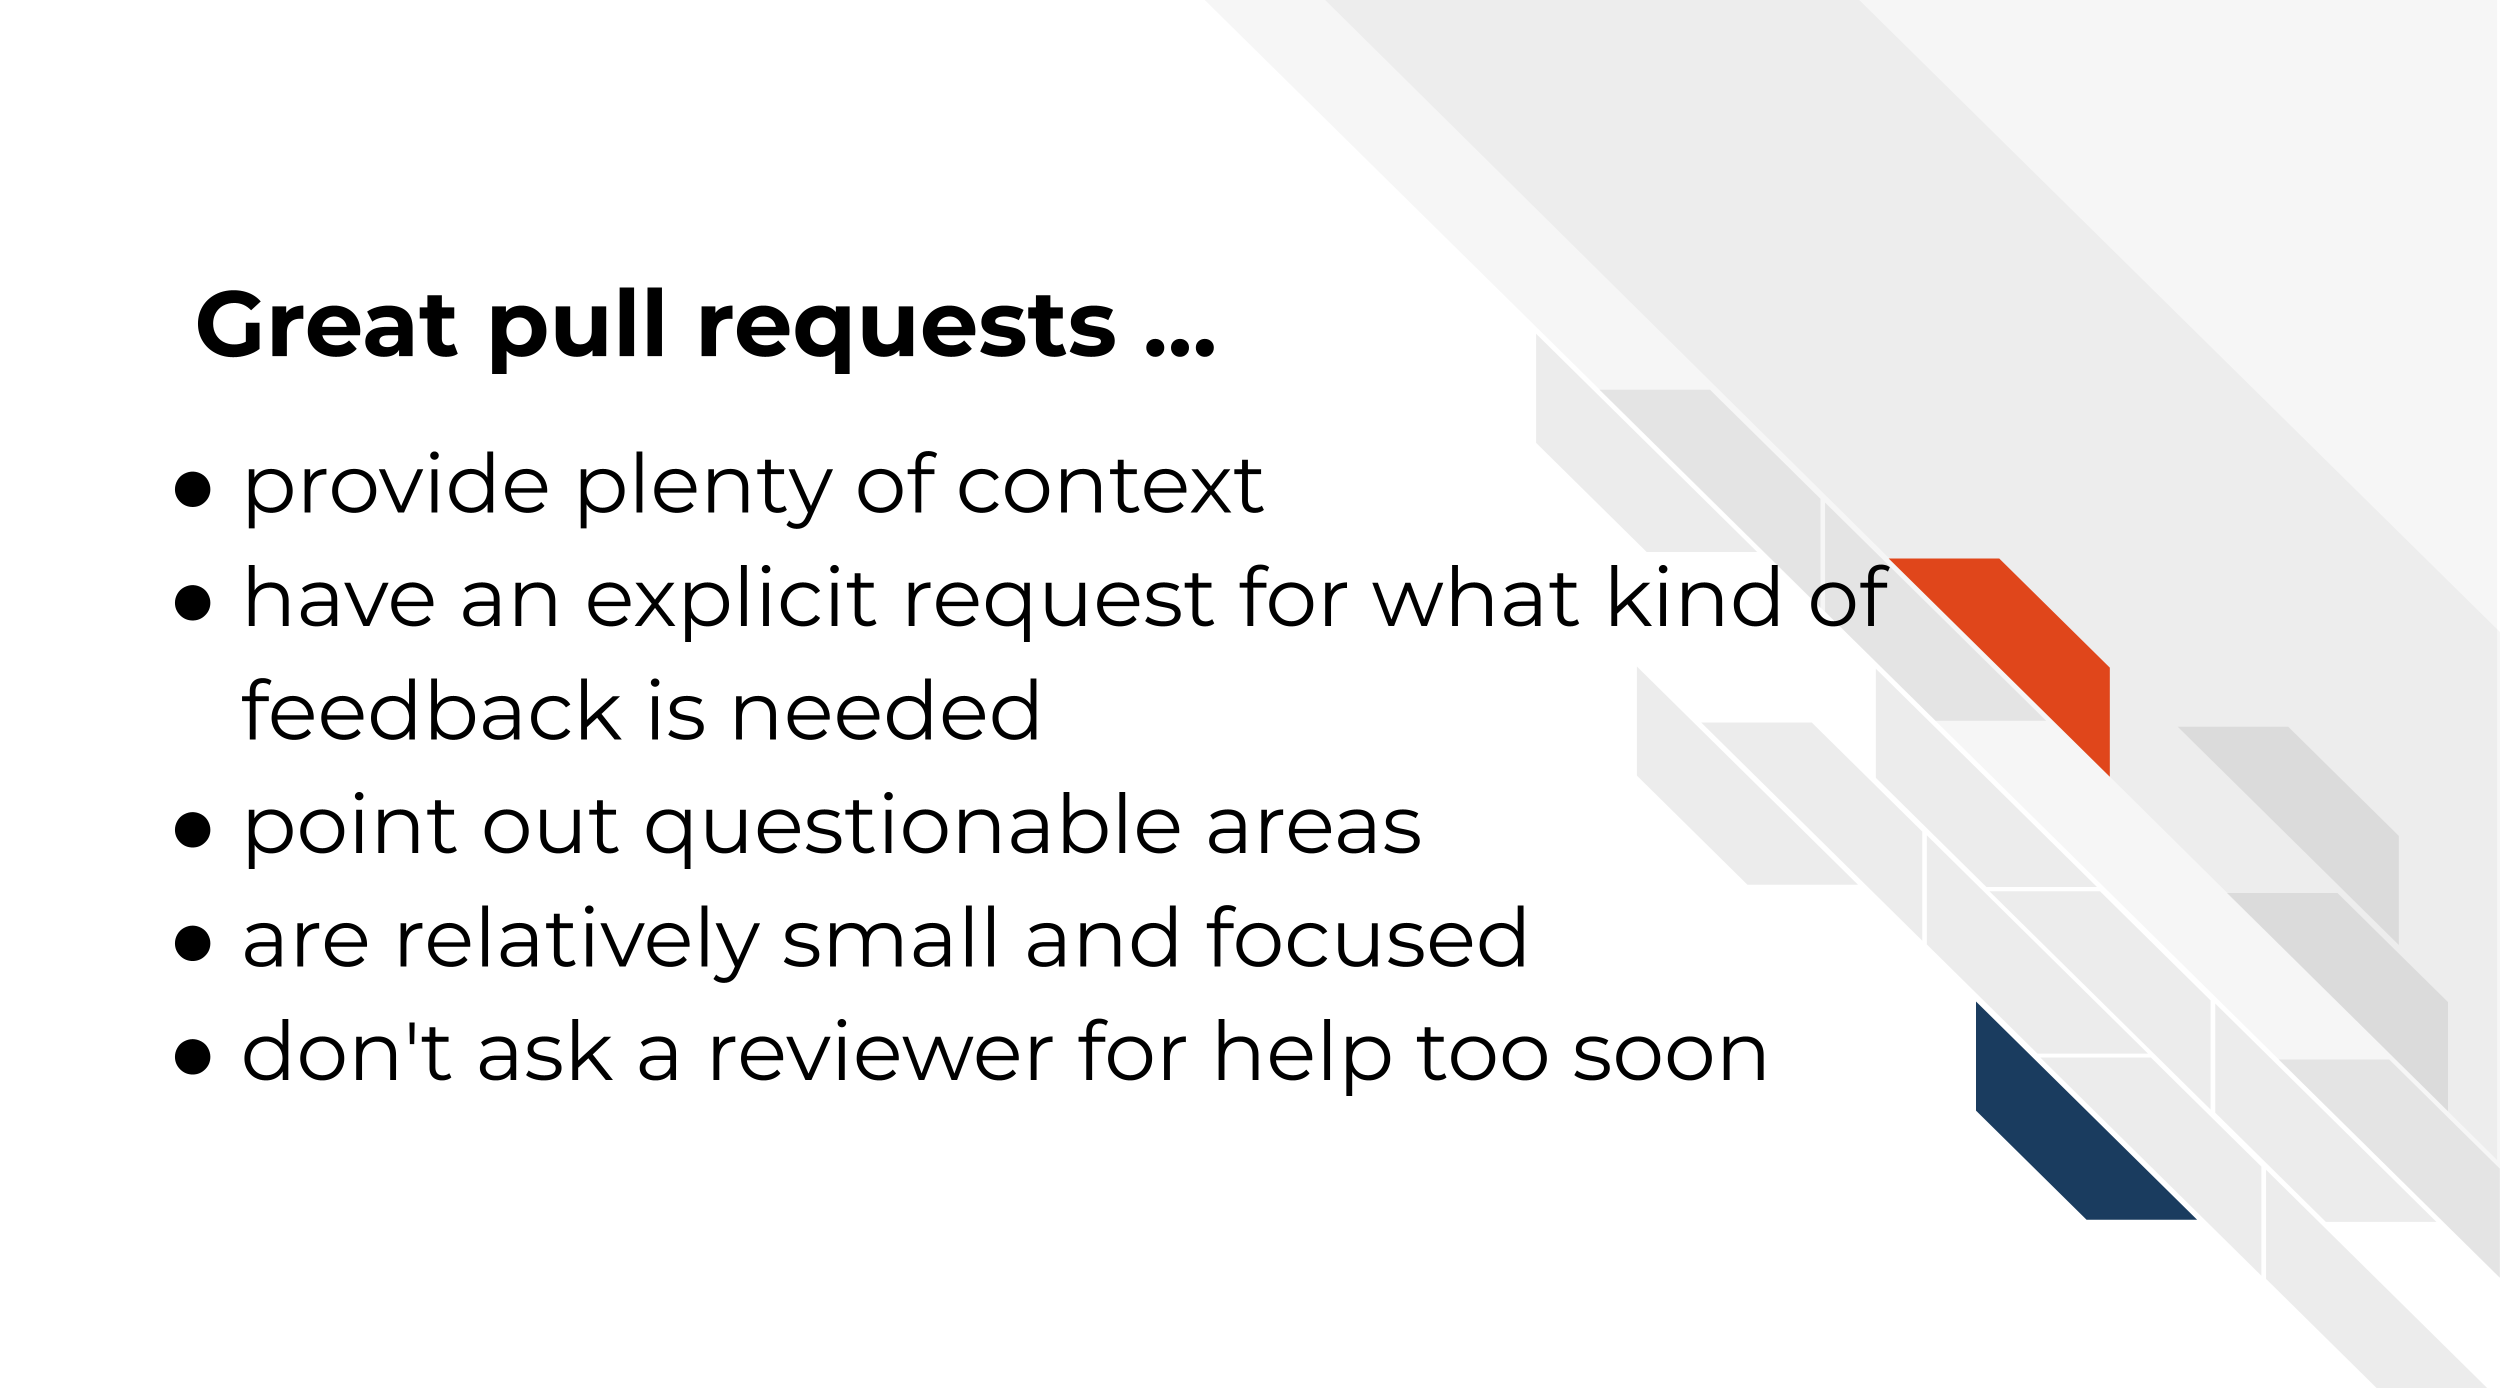 Great pull requests ...
● provide plenty of context
● have an explicit request for what kind of
feedback is needed
● point out questionable areas
● are relatively small and focused
● don't ask a reviewer for help too soon